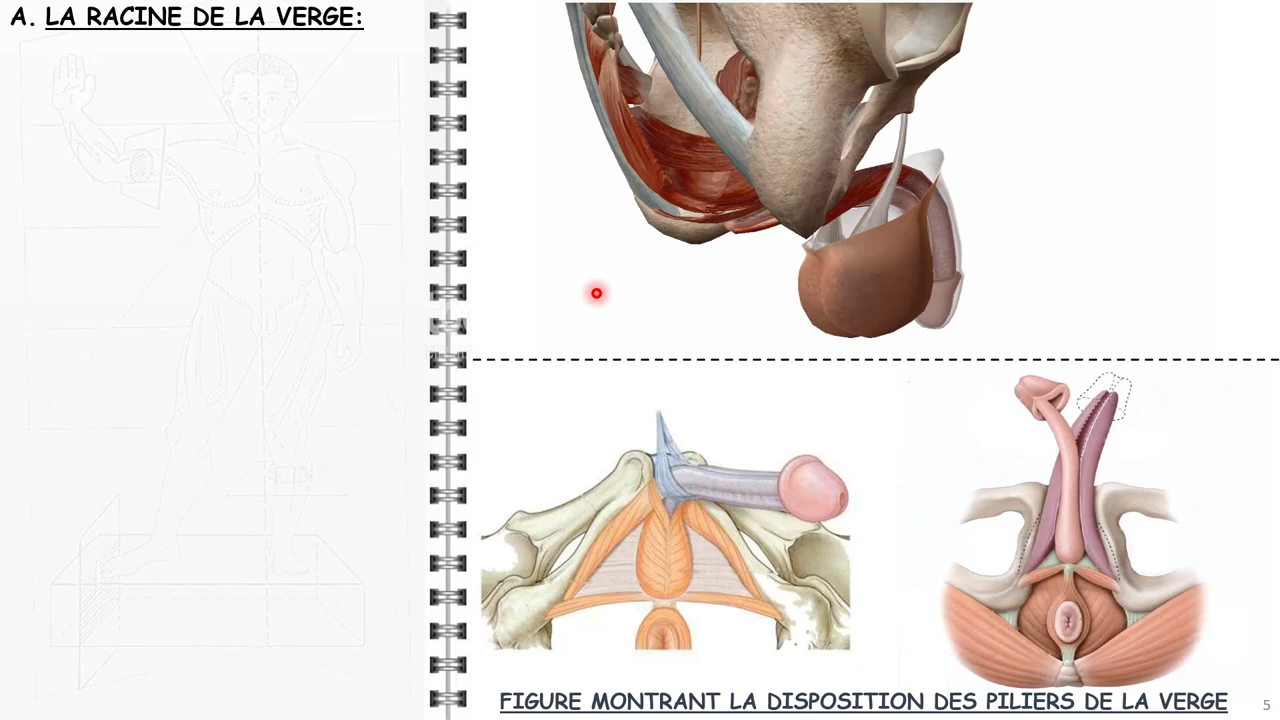 A. LA RACINE DE LA VERGE:
FIGURE MONTRANT LA DISPOSITION DES PILIERS DE LA VERGE
5